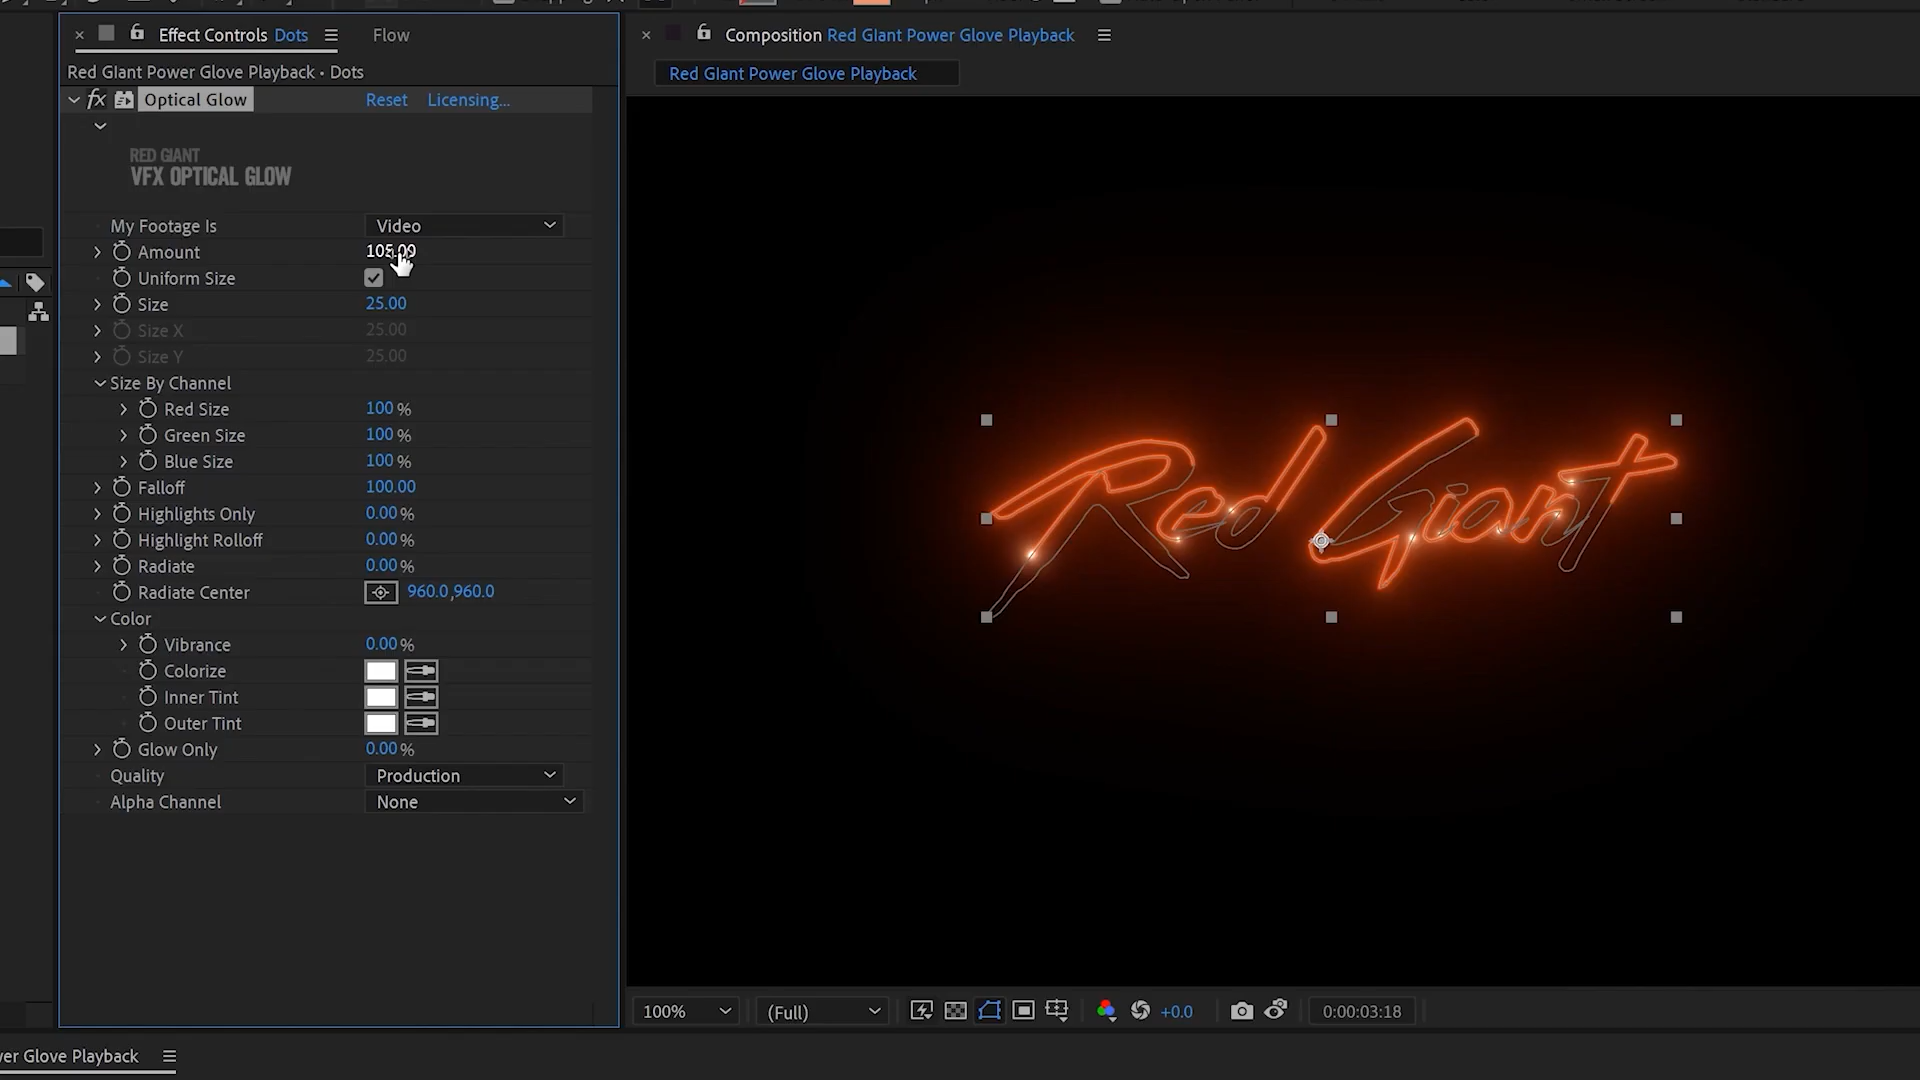 Effect Controls Dots
Flow
Composition Red Giant Power Glove Playback
Red Giant Power Glove Playback • Dots
Red Giant Power Glove Playback
fx Optical Glow Reset Licensing...
RED GIANT
VFX OPTICAL GLOW
My Footage Is Video
Amount
Uniform Size
Size 25.00
Size X 25.00
Size Y 25.00
Size By Channel
Red Size 100 %
Green Size 100 %
Blue Size 100 %
Falloff 100.00
Highlights Only 0.00 %
Highlight Rolloff 0.00 %
Radiate 0.00 %
Radiate Center 960.0,960.0
Color
Vibrance 0.00 %
Colorize
Inner Tint
Outer Tint
Glow Only 0.00 %
Quality Production
Alpha Channel None
Red Giant
100% (Full) +0.0 0:00:03:18
er Glove Playback